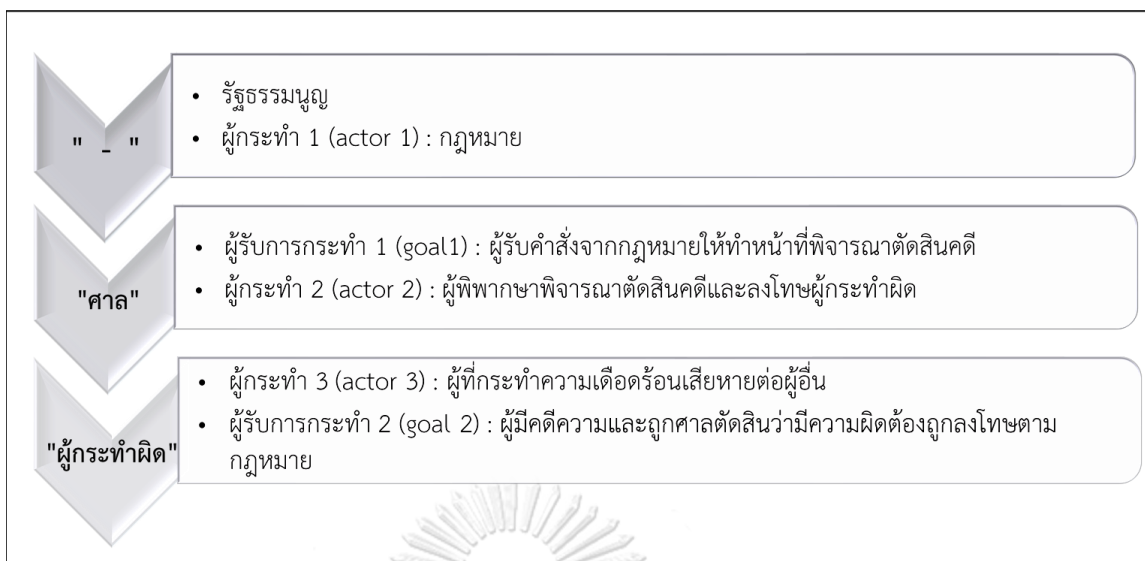 " - "
• รัฐธรรมนูญ
• ผู้กระทำ 1 (actor 1) : กฎหมาย
"ศาล"
• ผู้รับการกระทำ 1 (goal1) : ผู้รับคำสั่งจากกฎหมายให้ทำหน้าที่พิจารณาตัดสินคดี
• ผู้กระทำ 2 (actor 2) : ผู้พิพากษาพิจารณาตัดสินคดีและลงโทษผู้กระทำผิด
"ผู้กระทำผิด"
• ผู้กระทำ 3 (actor 3) : ผู้ที่กระทำความเดือดร้อนเสียหายต่อผู้อื่น
• ผู้รับการกระทำ 2 (goal 2) : ผู้มีคดีความและถูกศาลตัดสินว่ามีความผิดต้องถูกลงโทษตาม
กฎหมาย